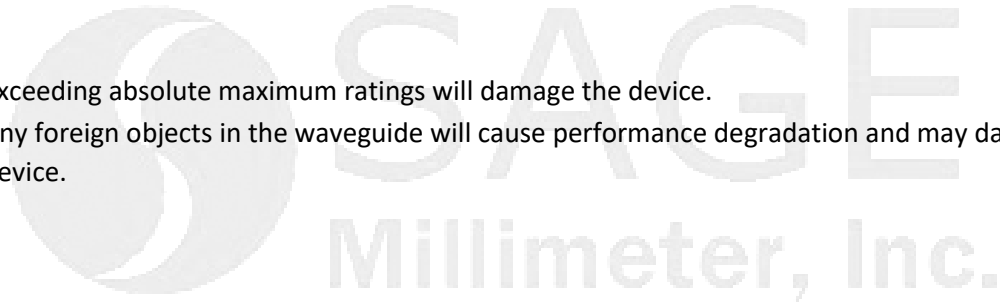 xceeding absolute maximum ratings will damage the device.
ny foreign objects in the waveguide will cause performance degradation and may da
evice.
SAGE
Millimeter, Inc.